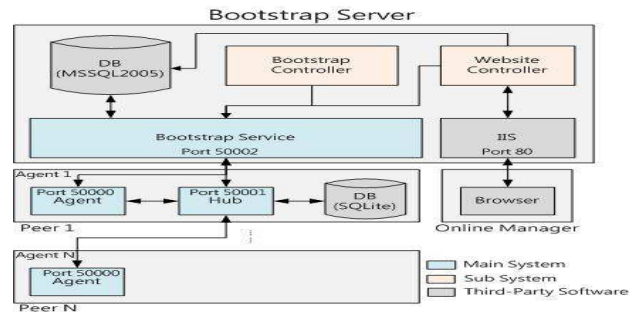 Bootstrap Server
DB
(MSSQL2005)
Bootstrap
Controller
Website
Controller
Bootstrap Service
Port 50002
IIS
Port 80
Agent 1
Port 50000
Agent
Port 50001
Hub
DB
(SQLite)
Browser
Peer 1
Online Manager
Agent N
Port 50000
Agent
Peer N
Main System
Sub System
Third-Party Software